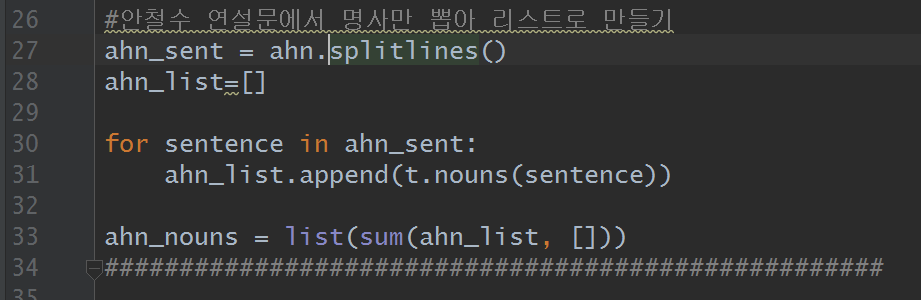 26 #안철수 연설문에서 명사만 뽑아 리스트로 만들기
27 ahn_sent = ahn.splitlines()
28 ahn_list=[]
29
30 for sentence in ahn_sent:
31     ahn_list.append(t.nouns(sentence))
32
33 ahn_nouns = list(sum(ahn_list, []))
34 ####################################################
35